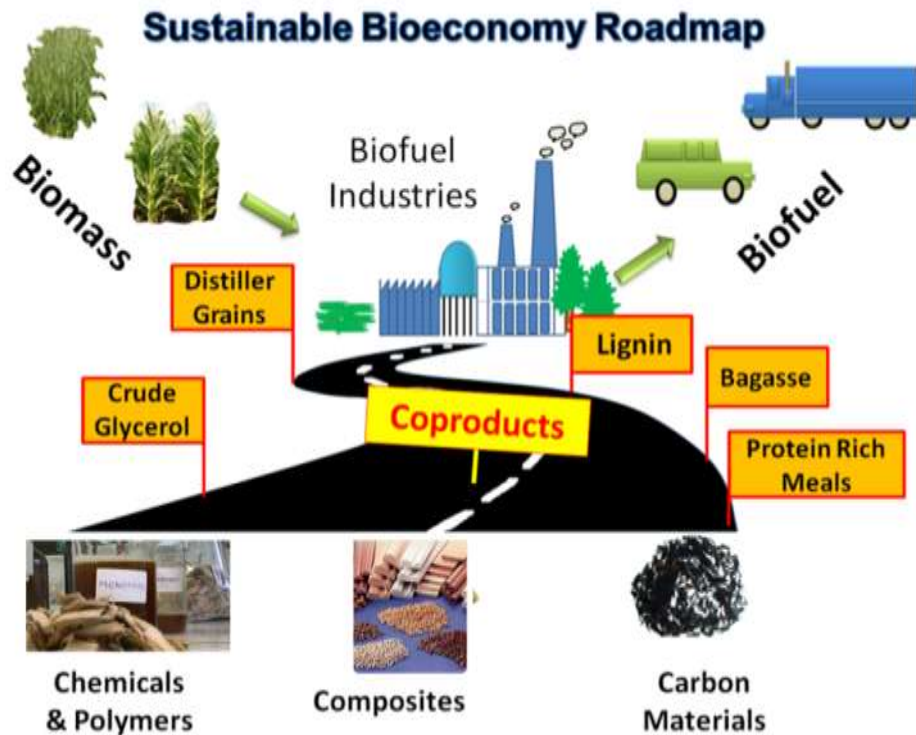 Sustainable Bioeconomy Roadmap
Biomass
Biofuel
Industries
Biofuel
Distiller
Grains
Lignin
Bagasse
Crude
Glycerol
Coproducts
Protein Rich
Meals
Chemicals
& Polymers
Composites
Carbon
Materials